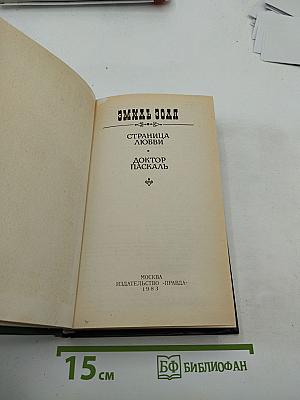 ЭМИЛЬ ЗОЛЯ
СТРАНИЦА
ЛЮБВИ
ДОКТОР
ПАСКАЛЬ
МОСКВА
ИЗДАТЕЛЬСТВО «ПРАВДА»
1983
15 см
БФ БИБЛИОФАН